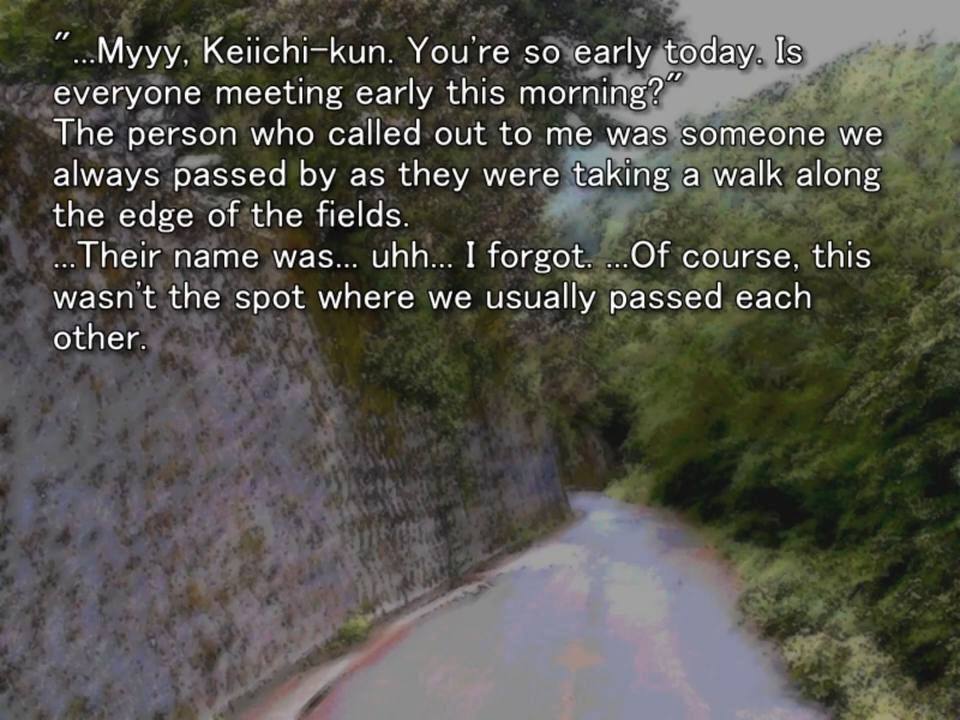 "...Myyy, Keiichi-kun. You're so early today. Is
everyone meeting early this morning?"
The person who called out to me was someone we
always passed by as they were taking a walk along
the edge of the fields.
...Their name was... uhh... I forgot. ...Of course, this
wasn't the spot where we usually passed each
other.